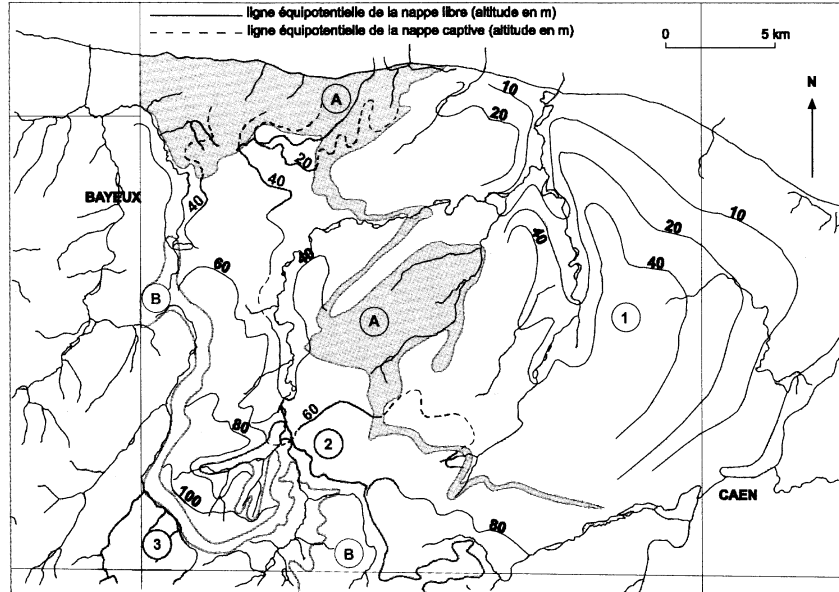 ligne équipotentielle de la nappe libre (altitude en m)
ligne équipotentielle de la nappe captive (altitude en m)
0 5 km
N
A
10
20
20
40
BAYEUX
40
10
20
40
60
40
40
B
A
1
60
80
2
100
CAEN
80
3
B